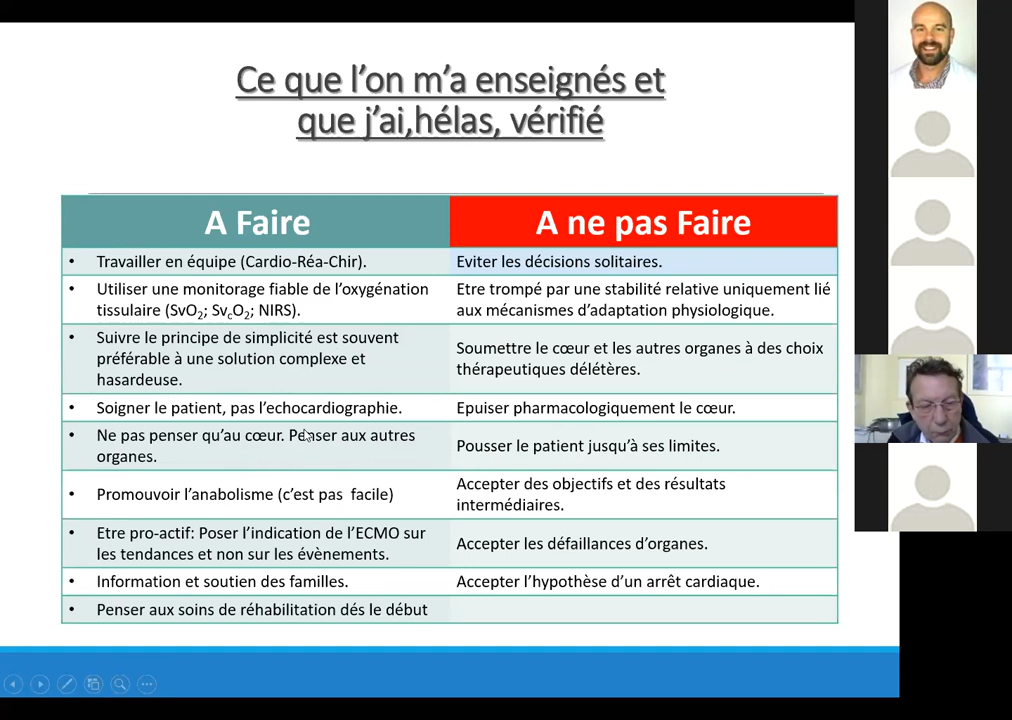 Ce que l'on m'a enseignés et
que j'ai,hélas, vérifié
A Faire
A ne pas Faire
• Travailler en équipe (Cardio-Réa-Chir).
Eviter les décisions solitaires.
• Utiliser une monitorage fiable de l'oxygénation
tissulaire (SvO2; SvcO2; NIRS).
Etre trompé par une stabilité relative uniquement lié
aux mécanismes d'adaptation physiologique.
• Suivre le principe de simplicité est souvent
préférable à une solution complexe et
hasardeuse.
Soumettre le cœur et les autres organes à des choix
thérapeutiques délétères.
• Soigner le patient, pas l'echocardiographie.
Epuiser pharmacologiquement le cœur.
• Ne pas penser qu'au cœur. Penser aux autres
organes.
Pousser le patient jusqu'à ses limites.
• Promouvoir l'anabolisme (c'est pas facile)
Accepter des objectifs et des résultats
intermédiaires.
• Etre pro-actif: Poser l'indication de l'ECMO sur
les tendances et non sur les évènements.
Accepter les défaillances d'organes.
• Information et soutien des familles.
Accepter l'hypothèse d'un arrêt cardiaque.
• Penser aux soins de réhabilitation dés le début